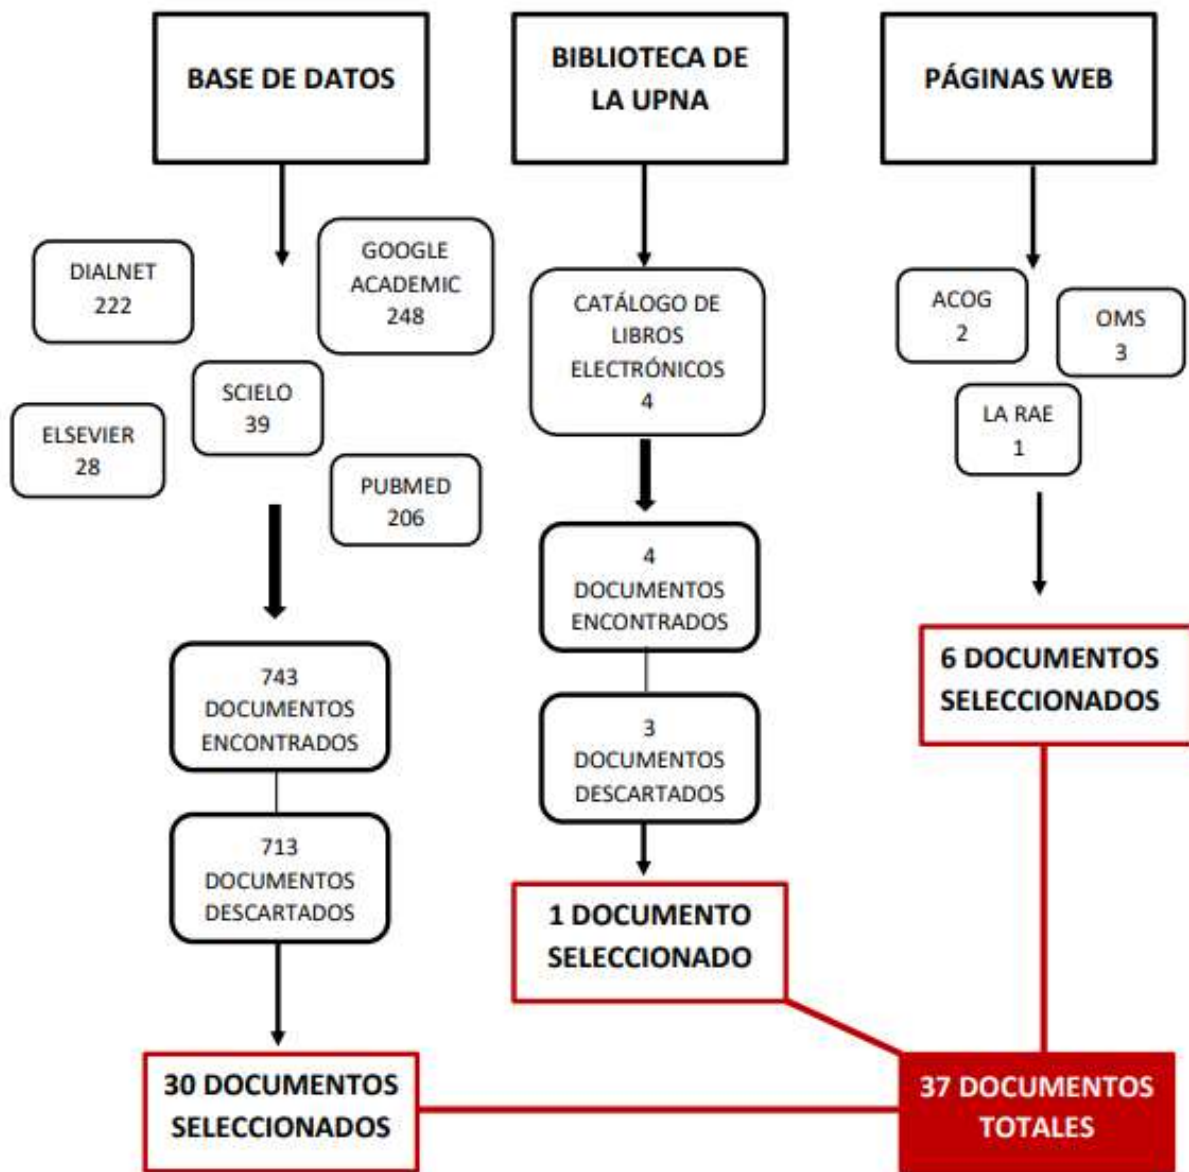 BASE DE DATOS
DIALNET
222
GOOGLE
ACADEMIC
248
SCIELO
39
ELSEVIER
28
PUBMED
206
743
DOCUMENTOS
ENCONTRADOS
713
DOCUMENTOS
DESCARTADOS
30 DOCUMENTOS
SELECCIONADOS
BIBLIOTECA DE
LA UPNA
CATÁLOGO DE
LIBROS
ELECTRÓNICOS
4
4
DOCUMENTOS
ENCONTRADOS
3
DOCUMENTOS
DESCARTADOS
1 DOCUMENTO
SELECCIONADO
PÁGINAS WEB
ACOG
2
OMS
3
LA RAE
1
6 DOCUMENTOS
SELECCIONADOS
37 DOCUMENTOS
TOTALES